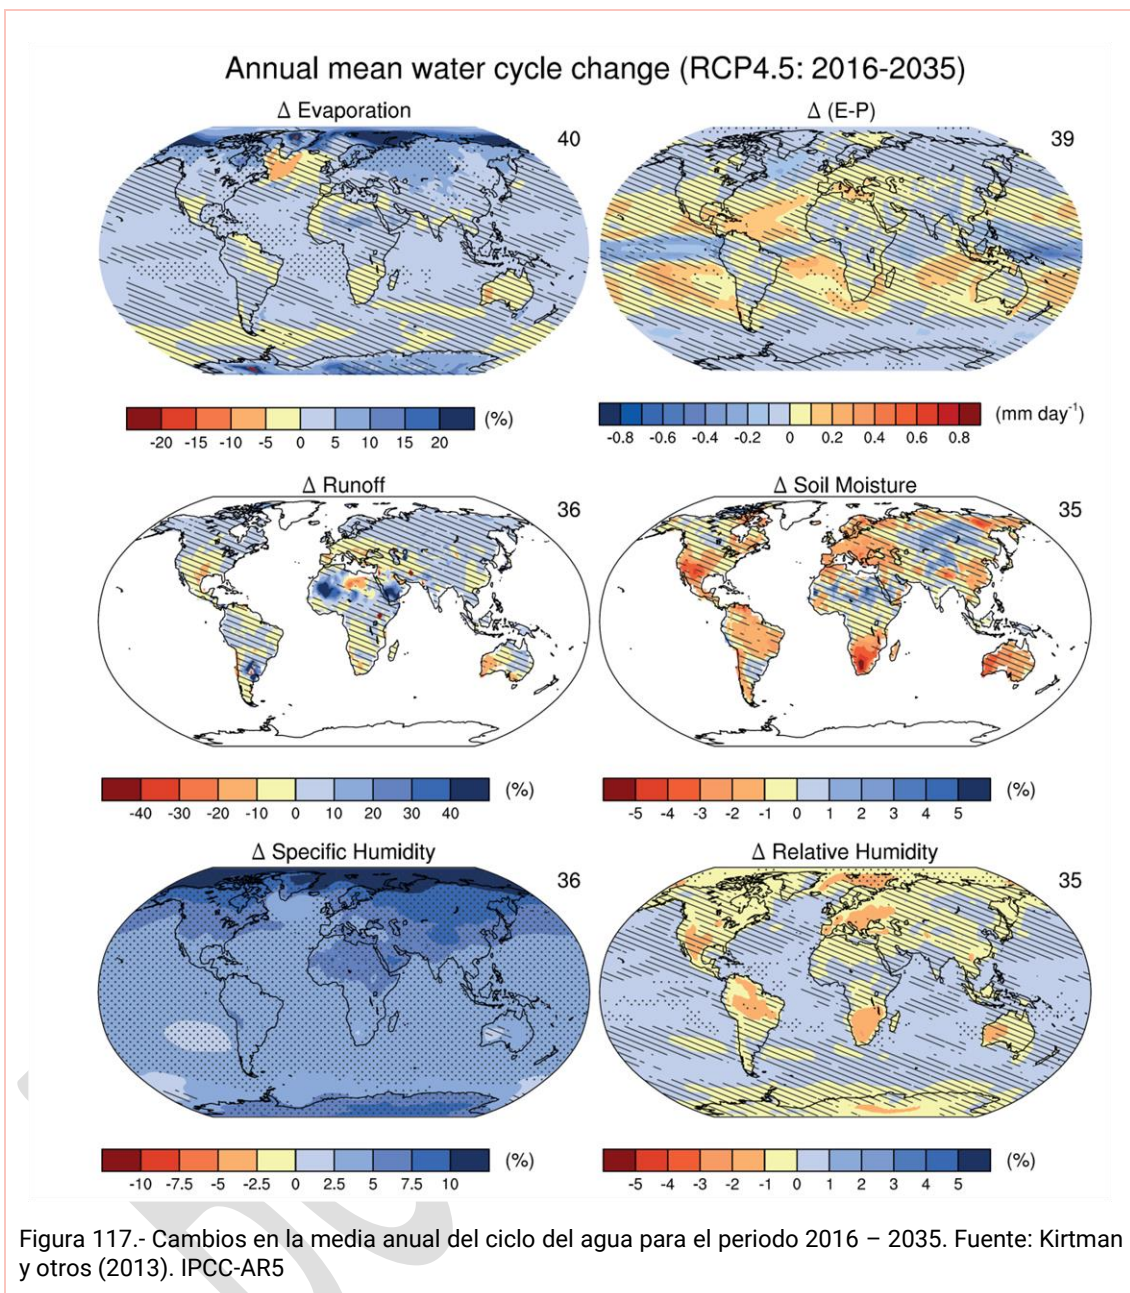 Annual mean water cycle change (RCP4.5: 2016-2035)
Δ Evaporation
40
Δ (E-P)
39
-20 -15 -10 -5 0 5 10 15 20 (%)
-0.8 -0.6 -0.4 -0.2 0 0.2 0.4 0.6 0.8 (mm day⁻¹)
Δ Runoff
36
Δ Soil Moisture
35
-40 -30 -20 -10 0 10 20 30 40 (%)
-5 -4 -3 -2 -1 0 1 2 3 4 5 (%)
Δ Specific Humidity
36
Δ Relative Humidity
35
-10 -7.5 -5 -2.5 0 2.5 5 7.5 10 (%)
-5 -4 -3 -2 -1 0 1 2 3 4 5 (%)
Figura 117.- Cambios en la media anual del ciclo del agua para el periodo 2016 – 2035. Fuente: Kirtman
y otros (2013). IPCC-AR5